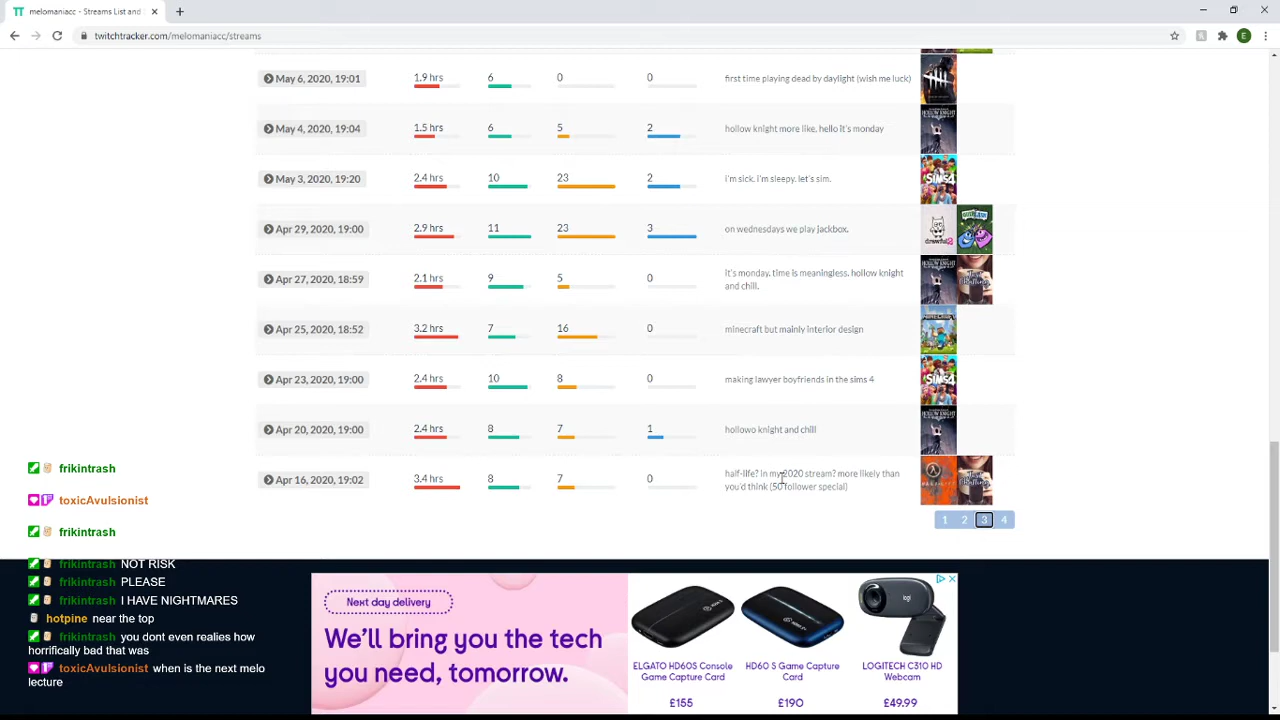 melomaniacc - Streams List and
twitchtracker.com/melomaniacc/streams
E
May 6, 2020, 19:01 1.9 hrs 6 0 0 first time playing dead by daylight (wish me luck)
May 4, 2020, 19:04 1.5 hrs 6 5 2 hollow knight more like, hello it's monday
May 3, 2020, 19:20 2.4 hrs 10 23 2 i'm sick. i'm sleepy. let's sim.
Apr 29, 2020, 19:00 2.9 hrs 11 23 3 on wednesdays we play jackbox.
Apr 27, 2020, 18:59 2.1 hrs 9 5 0 it's monday. time is meaningless. hollow knight
and chill.
Apr 25, 2020, 18:52 3.2 hrs 7 16 0 minecraft but mainly interior design
Apr 23, 2020, 19:00 2.4 hrs 10 8 0 making lawyer boyfriends in the sims 4
Apr 20, 2020, 19:00 2.4 hrs 8 7 1 hollowo knight and chill
Apr 16, 2020, 19:02 3.4 hrs 8 7 0 half-life? in my 2020 stream? more likely than
you'd think (50 follower special)
1 2 3 4
frikintrash
toxicAvulsionist
frikintrash
frikintrash NOT RISK
frikintrash PLEASE
frikintrash I HAVE NIGHTMARES
hotpine near the top
frikintrash you dont even realies how
horrifically bad that was
toxicAvulsionist when is the next melo
lecture
Next day delivery
We'll bring you the tech
you need, tomorrow.
ELGATO HD60S Console
Game Capture Card
£155
HD60 S Game Capture
Card
£190
logi
LOGITECH C310 HD
Webcam
£49.99